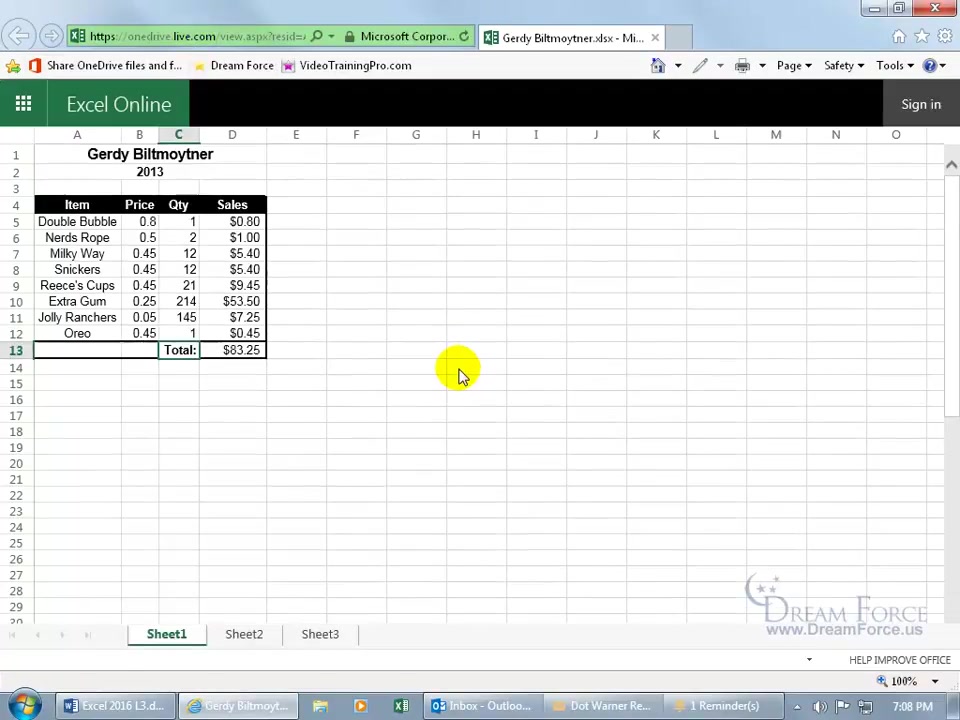 https://onedrive.live.com/view.aspx?resid=
Microsoft Corpor...
Gerdy Biltmoytner.xlsx - Mi...
Share OneDrive files and f...
Dream Force
VideoTrainingPro.com
Page
Safety
Tools
Excel Online
Sign in
A B C D E F G H I J K L M N O
1 Gerdy Biltmoytner
2 2013
3
4 Item Price Qty Sales
5 Double Bubble 0.8 1 $0.80
6 Nerds Rope 0.5 2 $1.00
7 Milky Way 0.45 12 $5.40
8 Snickers 0.45 12 $5.40
9 Reece's Cups 0.45 21 $9.45
10 Extra Gum 0.25 214 $53.50
11 Jolly Ranchers 0.05 145 $7.25
12 Oreo 0.45 1 $0.45
13 Total: $83.25
14
15
16
17
18
19
20
21
22
23
24
25
26
27
28
29
30
DREAM FORCE
www.DreamForce.us
Sheet1 Sheet2 Sheet3
HELP IMPROVE OFFICE
100%
Excel 2016 L3.d...
Gerdy Biltmoyt...
Inbox - Outloo...
Dot Warner Re...
1 Reminder(s)
7:08 PM